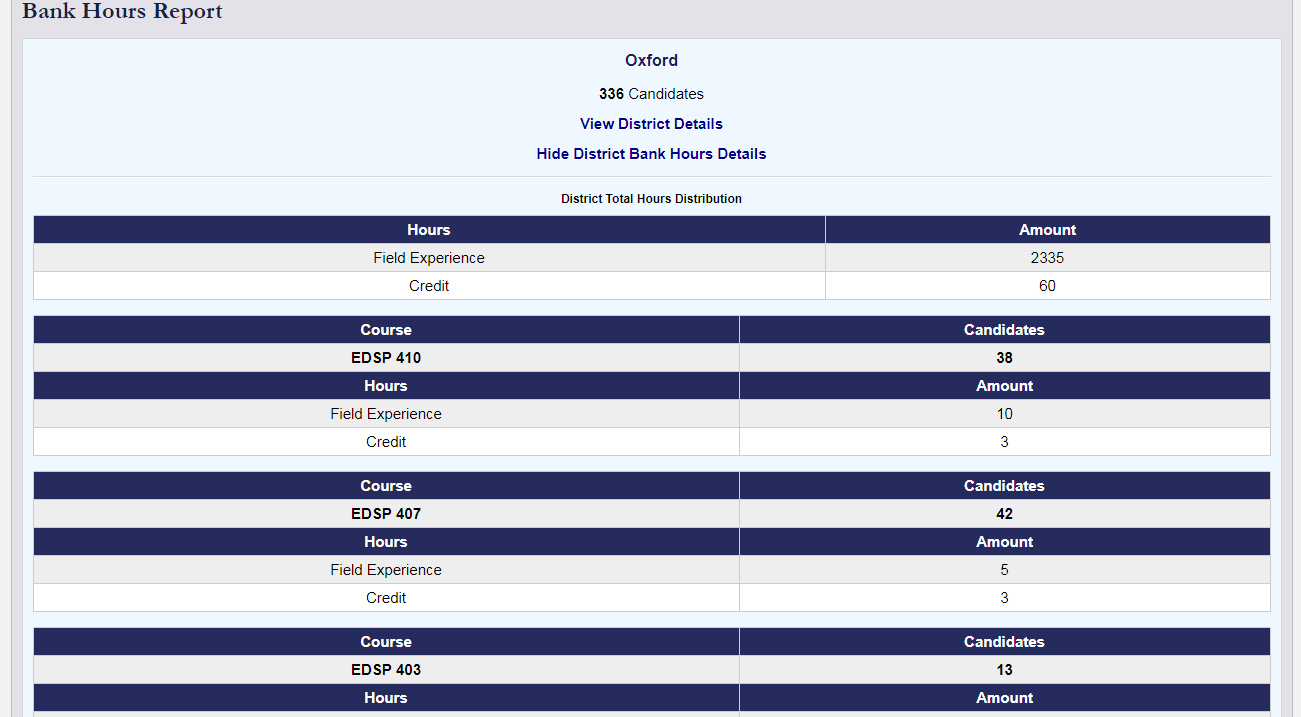 Bank Hours Report
Oxford
336 Candidates
View District Details
Hide District Bank Hours Details
District Total Hours Distribution
Hours Amount
Field Experience 2335
Credit 60
Course Candidates
EDSP 410 38
Hours Amount
Field Experience 10
Credit 3
Course Candidates
EDSP 407 42
Hours Amount
Field Experience 5
Credit 3
Course Candidates
EDSP 403 13
Hours Amount